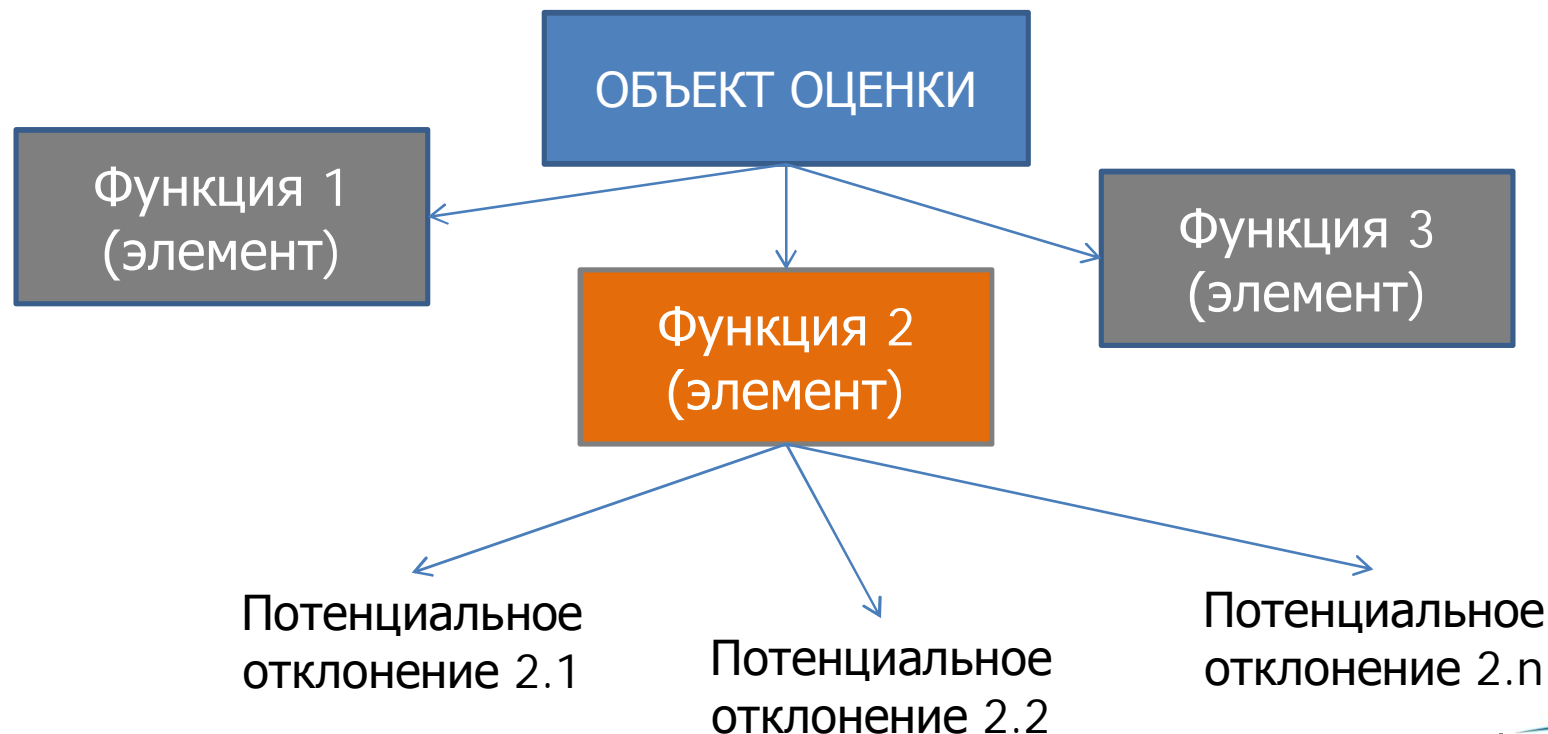 ОБЪЕКТ ОЦЕНКИ
Функция 1
(элемент)
Функция 2
(элемент)
Функция 3
(элемент)
Потенциальное
отклонение 2.1
Потенциальное
отклонение 2.2
Потенциальное
отклонение 2.n